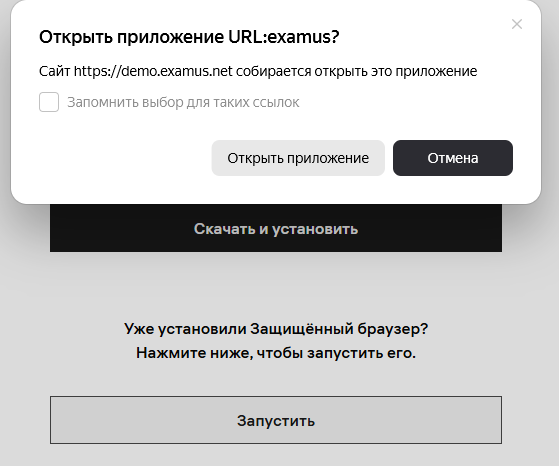 Открыть приложение URL:examus?
Сайт https://demo.examus.net собирается открыть это приложение
Запомнить выбор для таких ссылок
Открыть приложение
Отмена
Скачать и установить
Уже установили Защищённый браузер?
Нажмите ниже, чтобы запустить его.
Запустить